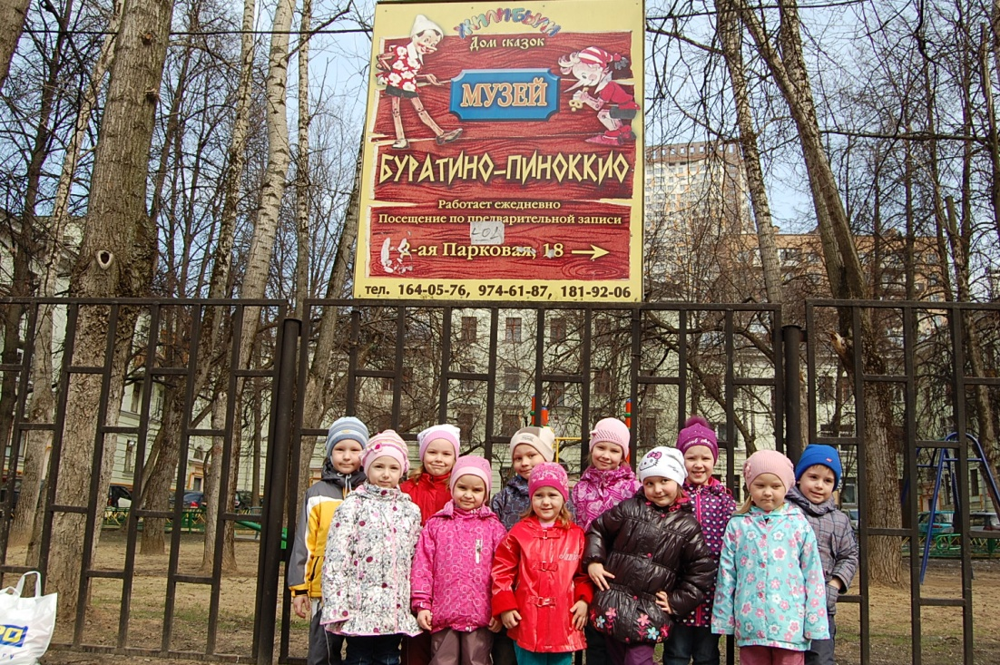 ЖИЛИ-БЫЛИ
Дом сказок
МУЗЕЙ
БУРАТИНО-ПИНОККИО
Работает ежедневно
Посещение по предварительной записи
-ая Парковая, 18
тел. 164-05-76, 974-61-87, 181-92-06